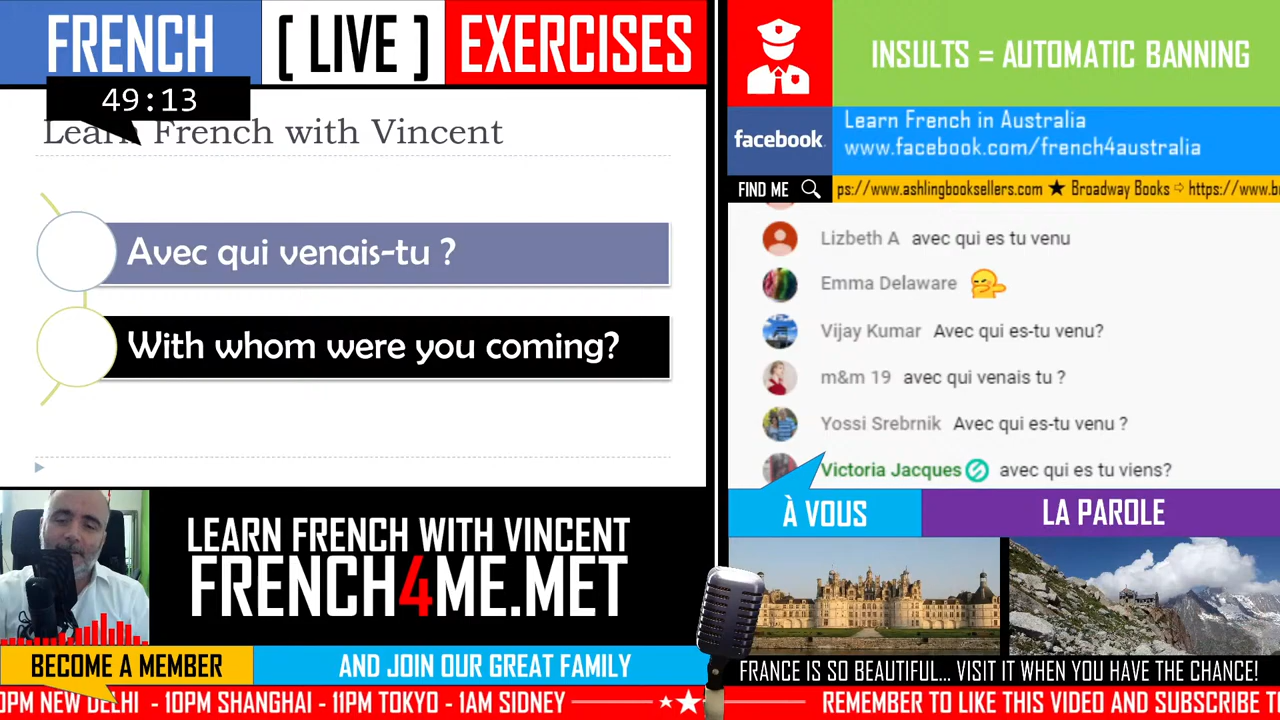 FRENCH [ LIVE ] EXERCISES
49:13
Learn French with Vincent
Avec qui venais-tu ?
With whom were you coming?
LEARN FRENCH WITH VINCENT
FRENCH4ME.MET
BECOME A MEMBER
AND JOIN OUR GREAT FAMILY
INSULTS = AUTOMATIC BANNING
facebook.
Learn French in Australia
www.facebook.com/french4australia
FIND ME
ps://www.ashlingbooksellers.com ★ Broadway Books ⇨ https://www.b
Lizbeth A avec qui es tu venu
Emma Delaware
Vijay Kumar Avec qui es-tu venu?
m&m 19 avec qui venais tu ?
Yossi Srebrnik Avec qui es-tu venu ?
Victoria Jacques avec qui es tu viens?
À VOUS
LA PAROLE
FRANCE IS SO BEAUTIFUL... VISIT IT WHEN YOU HAVE THE CHANCE!
0PM NEW DELHI - 10PM SHANGHAI - 11PM TOKYO - 1AM SIDNEY
REMEMBER TO LIKE THIS VIDEO AND SUBSCRIBE T